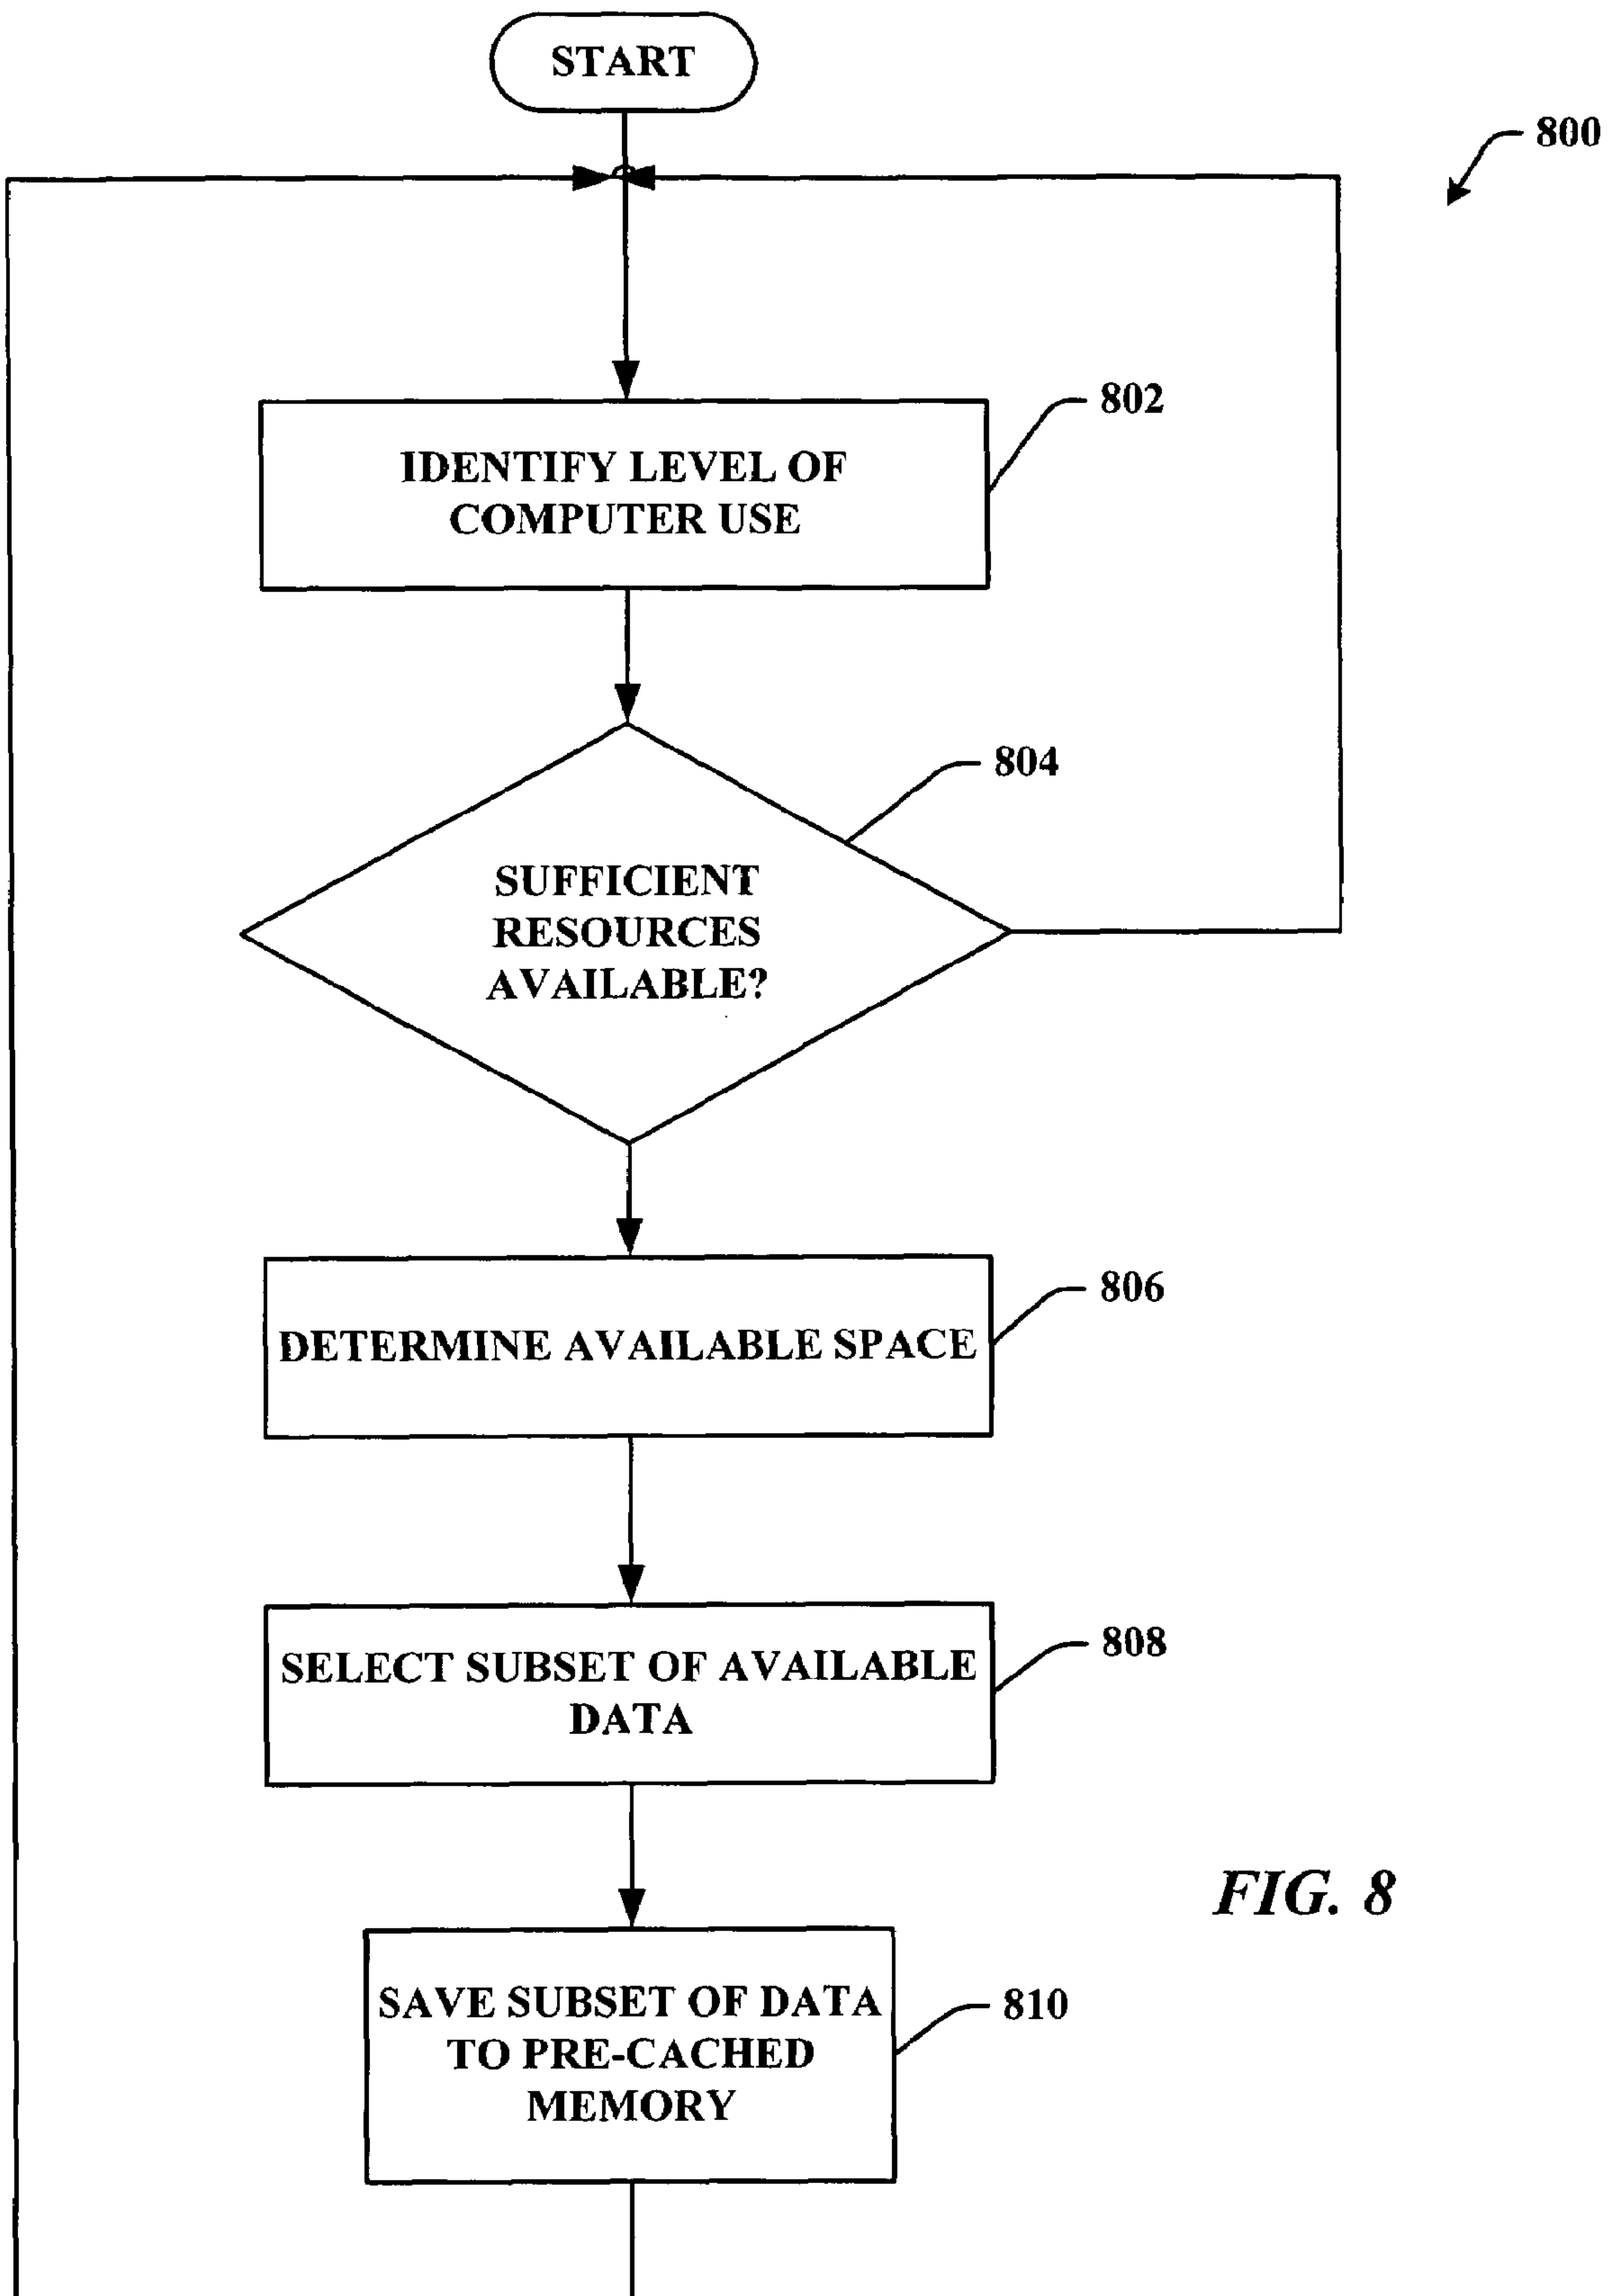 START
800
802
IDENTIFY LEVEL OF
COMPUTER USE
804
SUFFICIENT
RESOURCES
AVAILABLE?
806
DETERMINE AVAILABLE SPACE
808
SELECT SUBSET OF AVAILABLE
DATA
FIG. 8
SAVE SUBSET OF DATA
TO PRE-CACHED
MEMORY
810